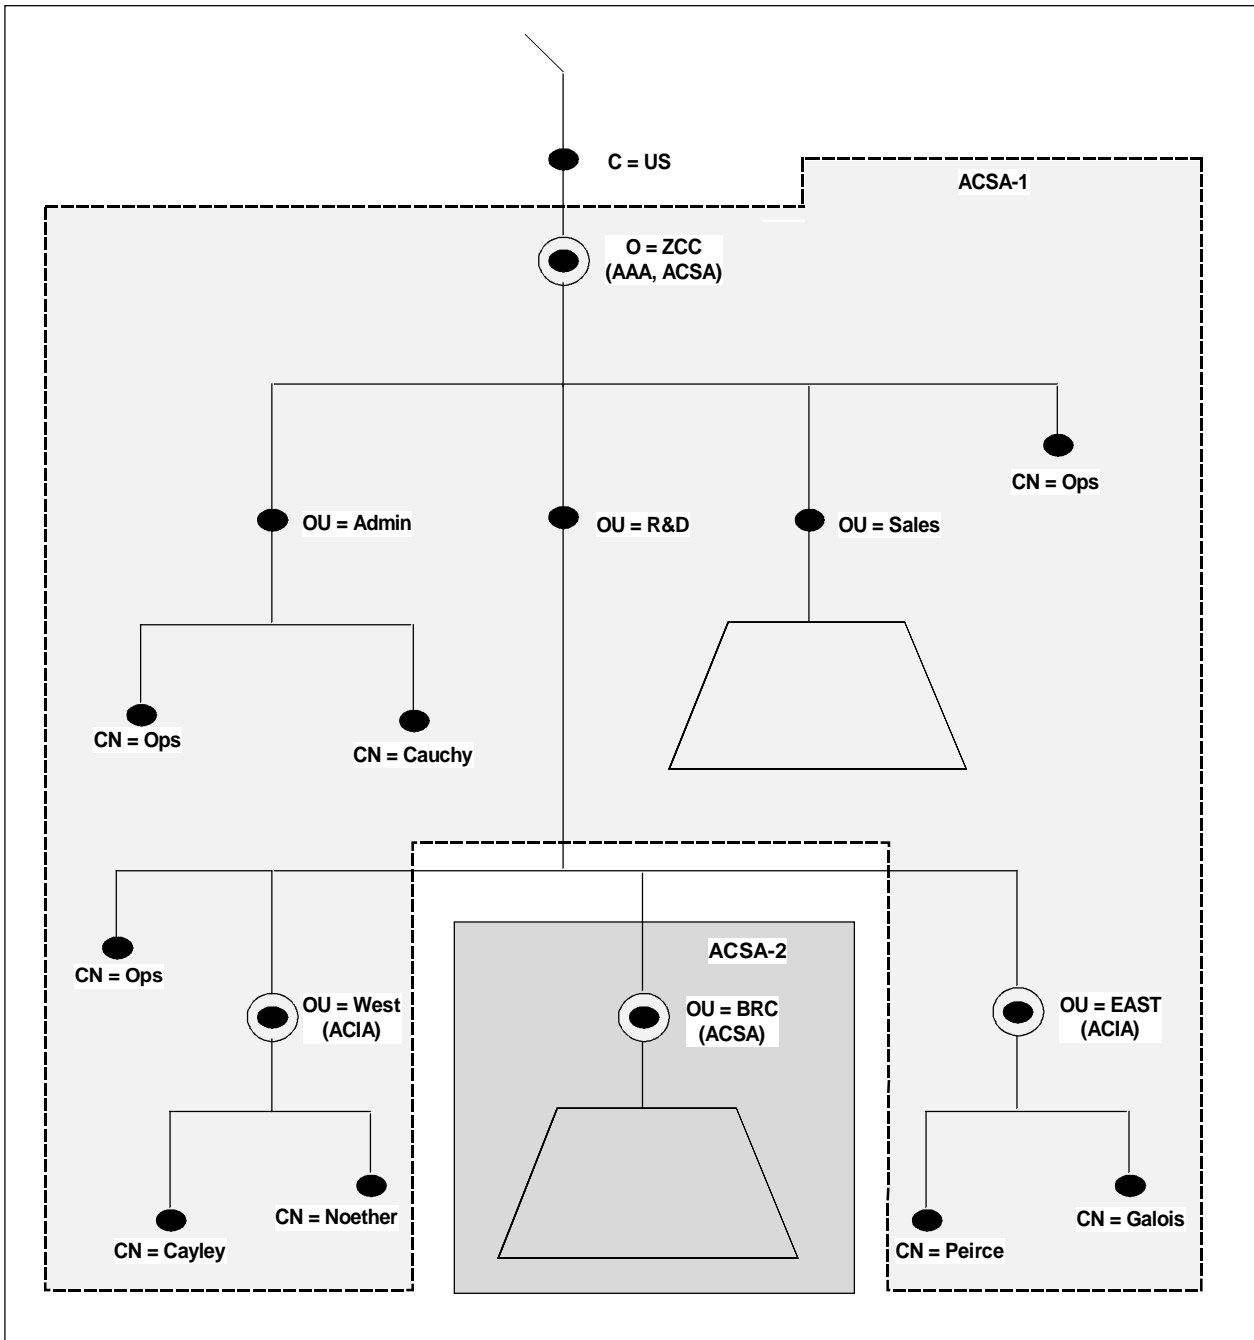 C = US
ACSA-1
O = ZCC
(AAA, ACSA)
CN = Ops
OU = Admin
OU = R&D
OU = Sales
CN = Ops
CN = Cauchy
ACSA-2
CN = Ops
OU = West
(ACIA)
OU = BRC
(ACSA)
OU = EAST
(ACIA)
CN = Noether
CN = Galois
CN = Cayley
CN = Peirce